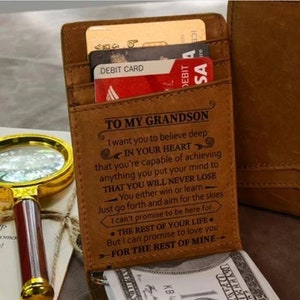 DEBIT CARD
VISA
TO MY GRANDSON
I want you to believe deep
IN YOUR HEART
that you're capable of achieving
anything you put your mind to
THAT YOU WILL NEVER LOSE
You either win or learn
Just go forth and aim for the skies
I can't promise to be here for
THE REST OF YOUR LIFE
But I can promise to love you
FOR THE REST OF MINE